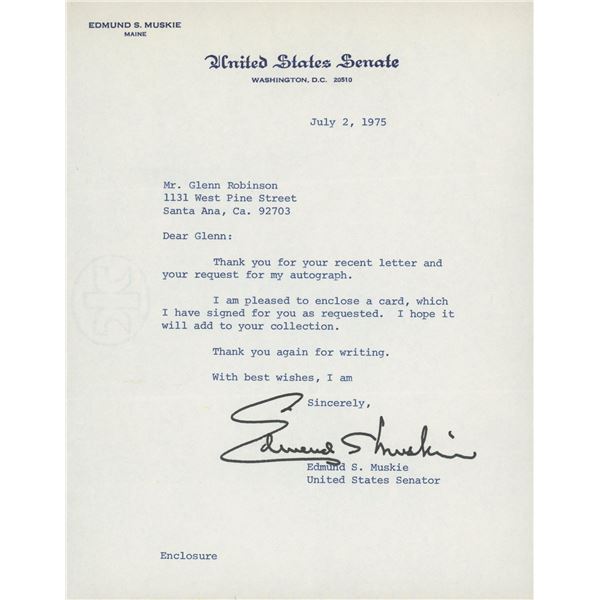 EDMUND S. MUSKIE
MAINE
United States Senate
WASHINGTON, D.C. 20510
July 2, 1975
Mr. Glenn Robinson
1131 West Pine Street
Santa Ana, Ca. 92703
Dear Glenn:
Thank you for your recent letter and
your request for my autograph.
I am pleased to enclose a card, which
I have signed for you as requested. I hope it
will add to your collection.
Thank you again for writing.
With best wishes, I am
Sincerely,
Edmund S Muskie
Edmund S. Muskie
United States Senator
Enclosure